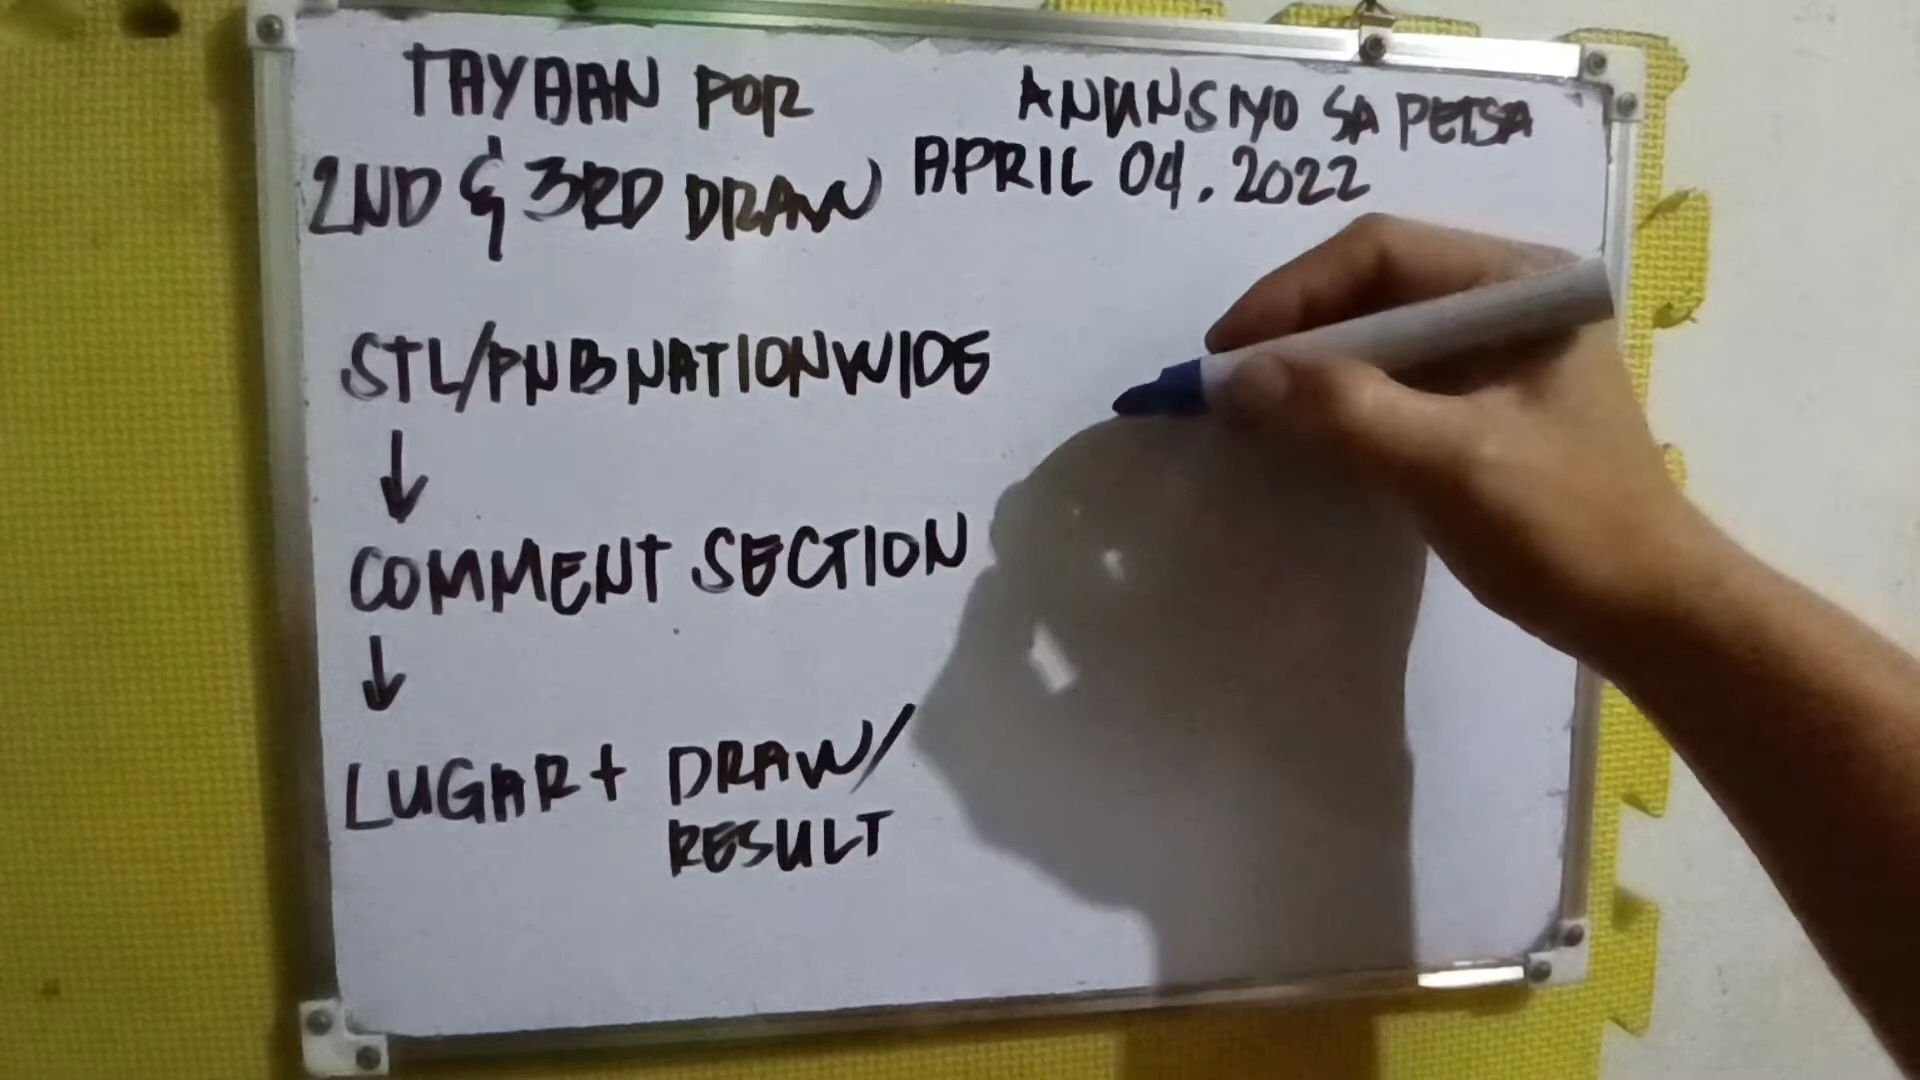 TAYAAN FOR
2ND & 3RD DRAW
ANUNSIYO SA PETSA
APRIL 04, 2022
STL/PNB NATIONWIDE
↓
COMMENT SECTION
↓
LUGAR + DRAW/
RESULT